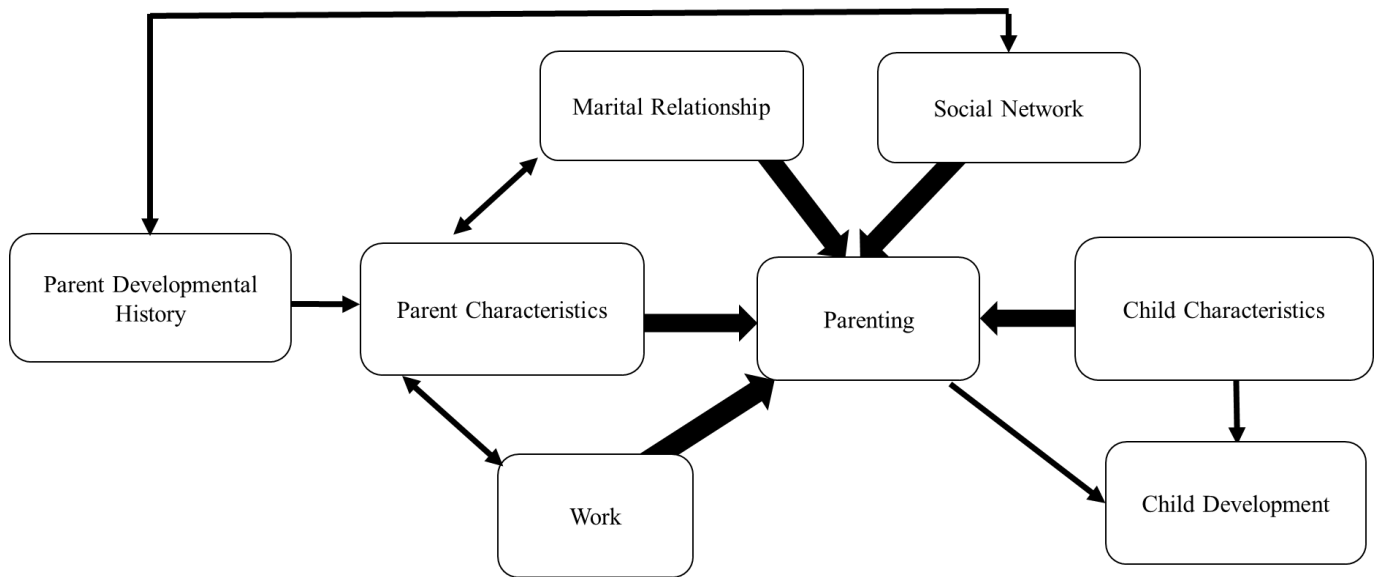 Marital Relationship
Social Network
Parent Developmental
History
Parent Characteristics
Parenting
Child Characteristics
Work
Child Development